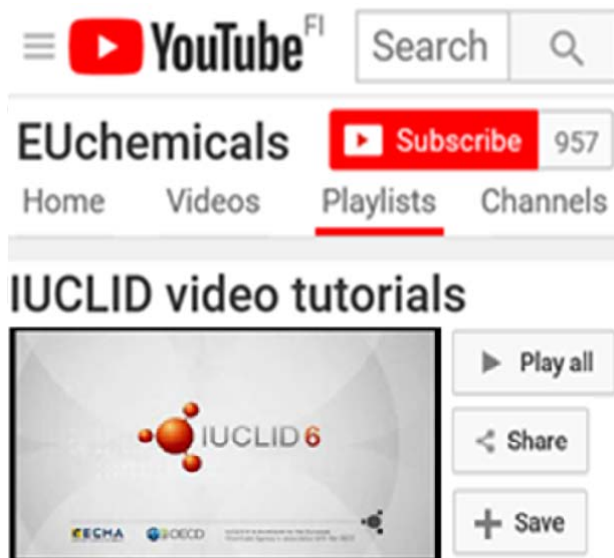 YouTube FI Search
EUchemicals Subscribe 957
Home Videos Playlists Channels
IUCLID video tutorials
Play all
IUCLID 6
Share
ECHA OECD
Save